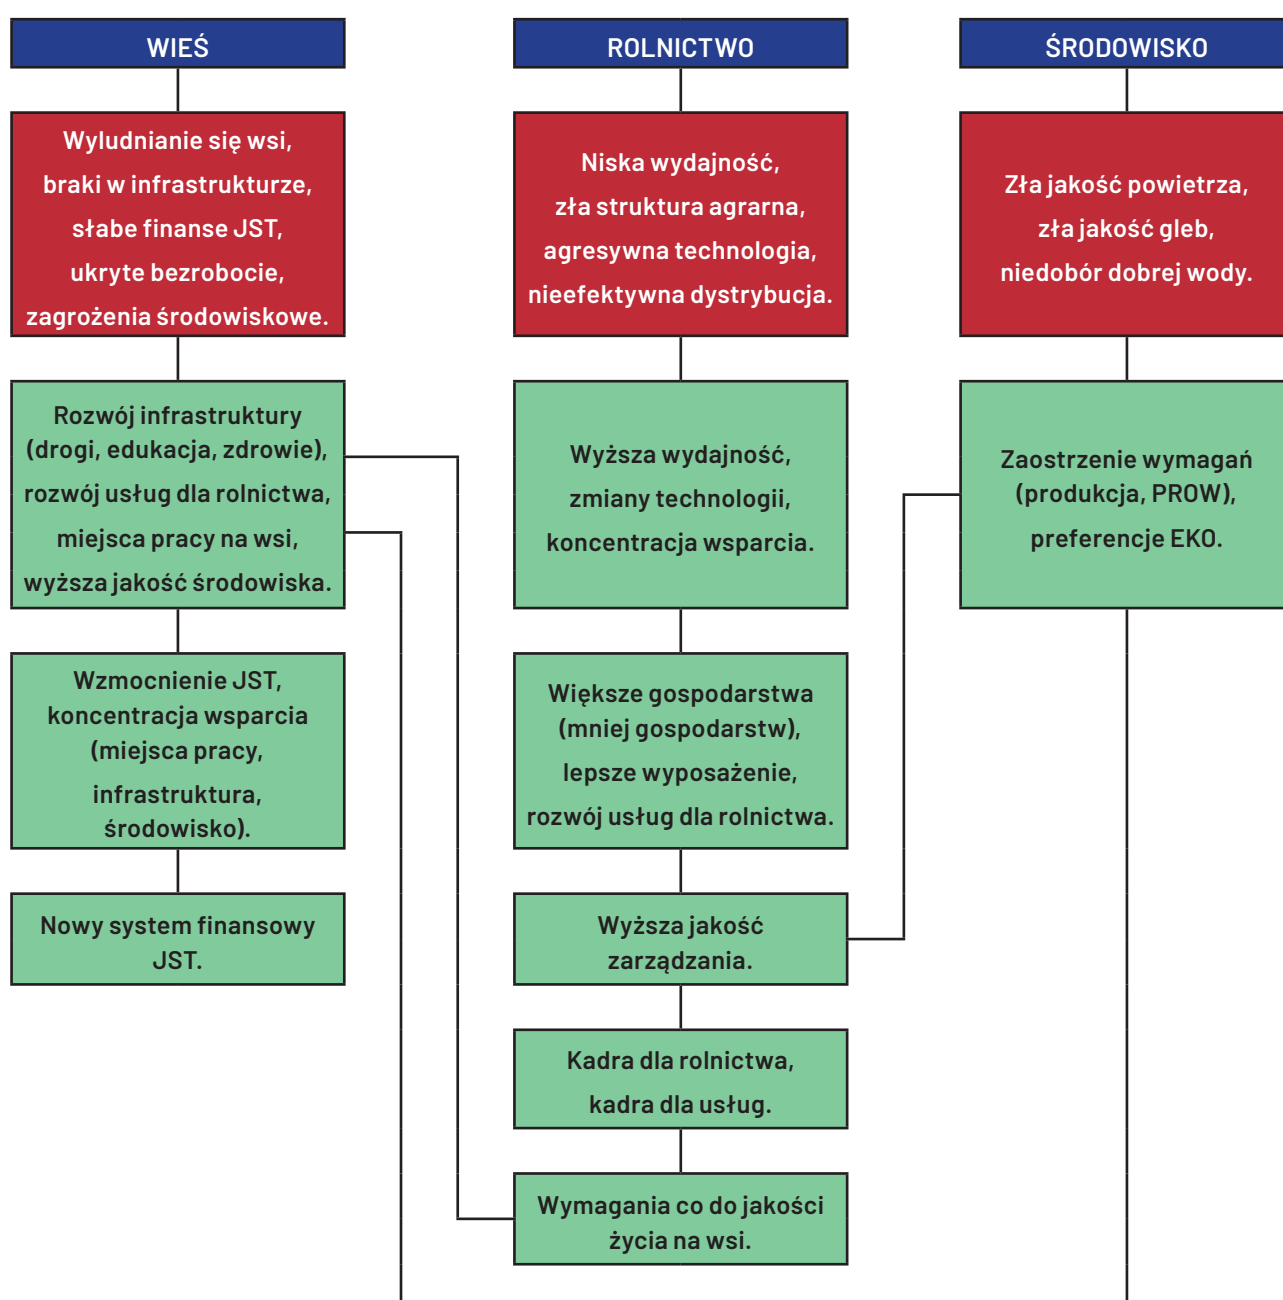 WIEŚ
Wyludnianie się wsi,
braki w infrastrukturze,
słabe finanse JST,
ukryte bezrobocie,
zagrożenia środowiskowe.
Rozwój infrastruktury
(drogi, edukacja, zdrowie),
rozwój usług dla rolnictwa,
miejsca pracy na wsi,
wyższa jakość środowiska.
Wzmocnienie JST,
koncentracja wsparcia
(miejsca pracy,
infrastruktura,
środowisko).
Nowy system finansowy
JST.
ROLNICTWO
Niska wydajność,
zła struktura agrarna,
agresywna technologia,
nieefektywna dystrybucja.
Wyższa wydajność,
zmiany technologii,
koncentracja wsparcia.
Większe gospodarstwa
(mniej gospodarstw),
lepsze wyposażenie,
rozwój usług dla rolnictwa.
Wyższa jakość
zarządzania.
Kadra dla rolnictwa,
kadra dla usług.
Wymagania co do jakości
życia na wsi.
ŚRODOWISKO
Zła jakość powietrza,
zła jakość gleb,
niedobór dobrej wody.
Zaostrzenie wymagań
(produkcja, PROW),
preferencje EKO.